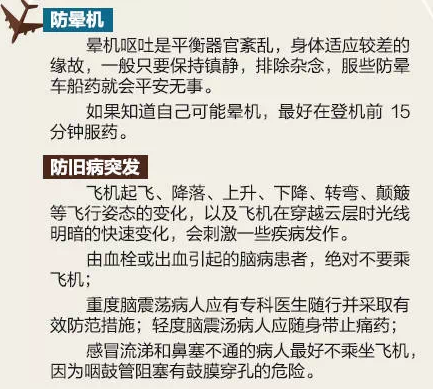 防晕机
晕机呕吐是平衡器官紊乱，身体适应较差的
缘故，一般只要保持镇静，排除杂念，服些防晕
车船药就会平安无事。
如果知道自己可能晕机，最好在登机前 15
分钟服药。
防旧病突发
飞机起飞、降落、上升、下降、转弯、颠簸
等飞行姿态的变化，以及飞机在穿越云层时光线
明暗的快速变化，会刺激一些疾病发作。
由血栓或出血引起的脑病患者，绝对不要乘
飞机；
重度脑震荡病人应有专科医生随行并采取有
效防范措施；轻度脑震汤病人应随身带止痛药；
感冒流涕和鼻塞不通的病人最好不乘坐飞机，
因为咽鼓管阻塞有鼓膜穿孔的危险。